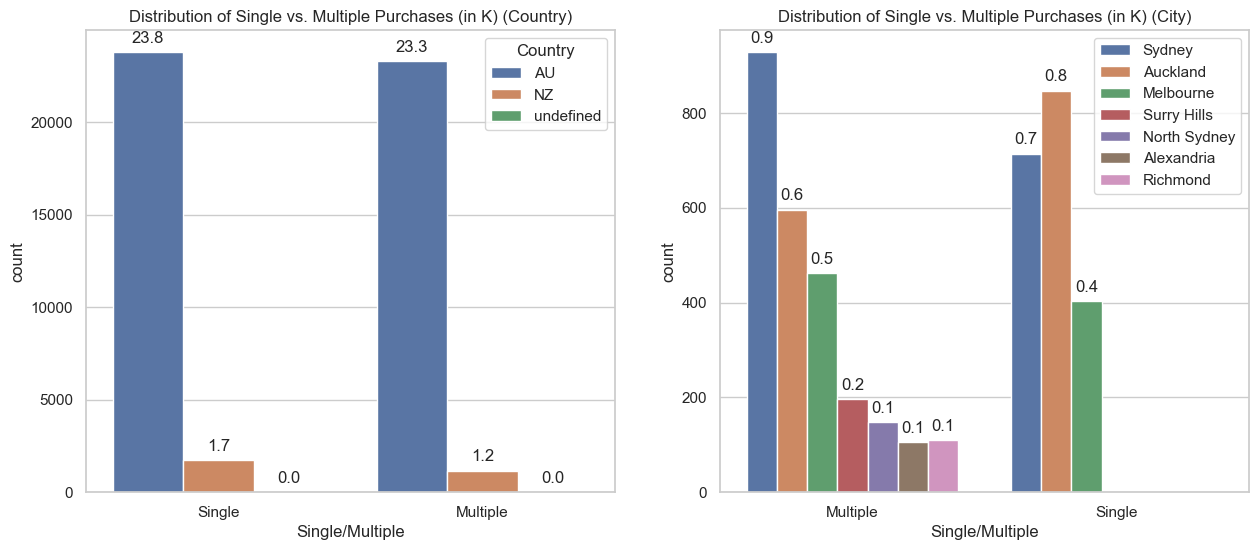 Distribution of Single vs. Multiple Purchases (in K) (Country)
23.8
23.3
Country
AU
NZ
undefined
20000
15000
10000
5000
0
count
1.7
0.0
1.2
0.0
Single
Multiple
Single/Multiple
Distribution of Single vs. Multiple Purchases (in K) (City)
0.9
0.6
0.5
0.2
0.1
0.1
0.1
0.7
0.8
0.4
Sydney
Auckland
Melbourne
Surry Hills
North Sydney
Alexandria
Richmond
800
600
400
200
0
count
Multiple
Single
Single/Multiple